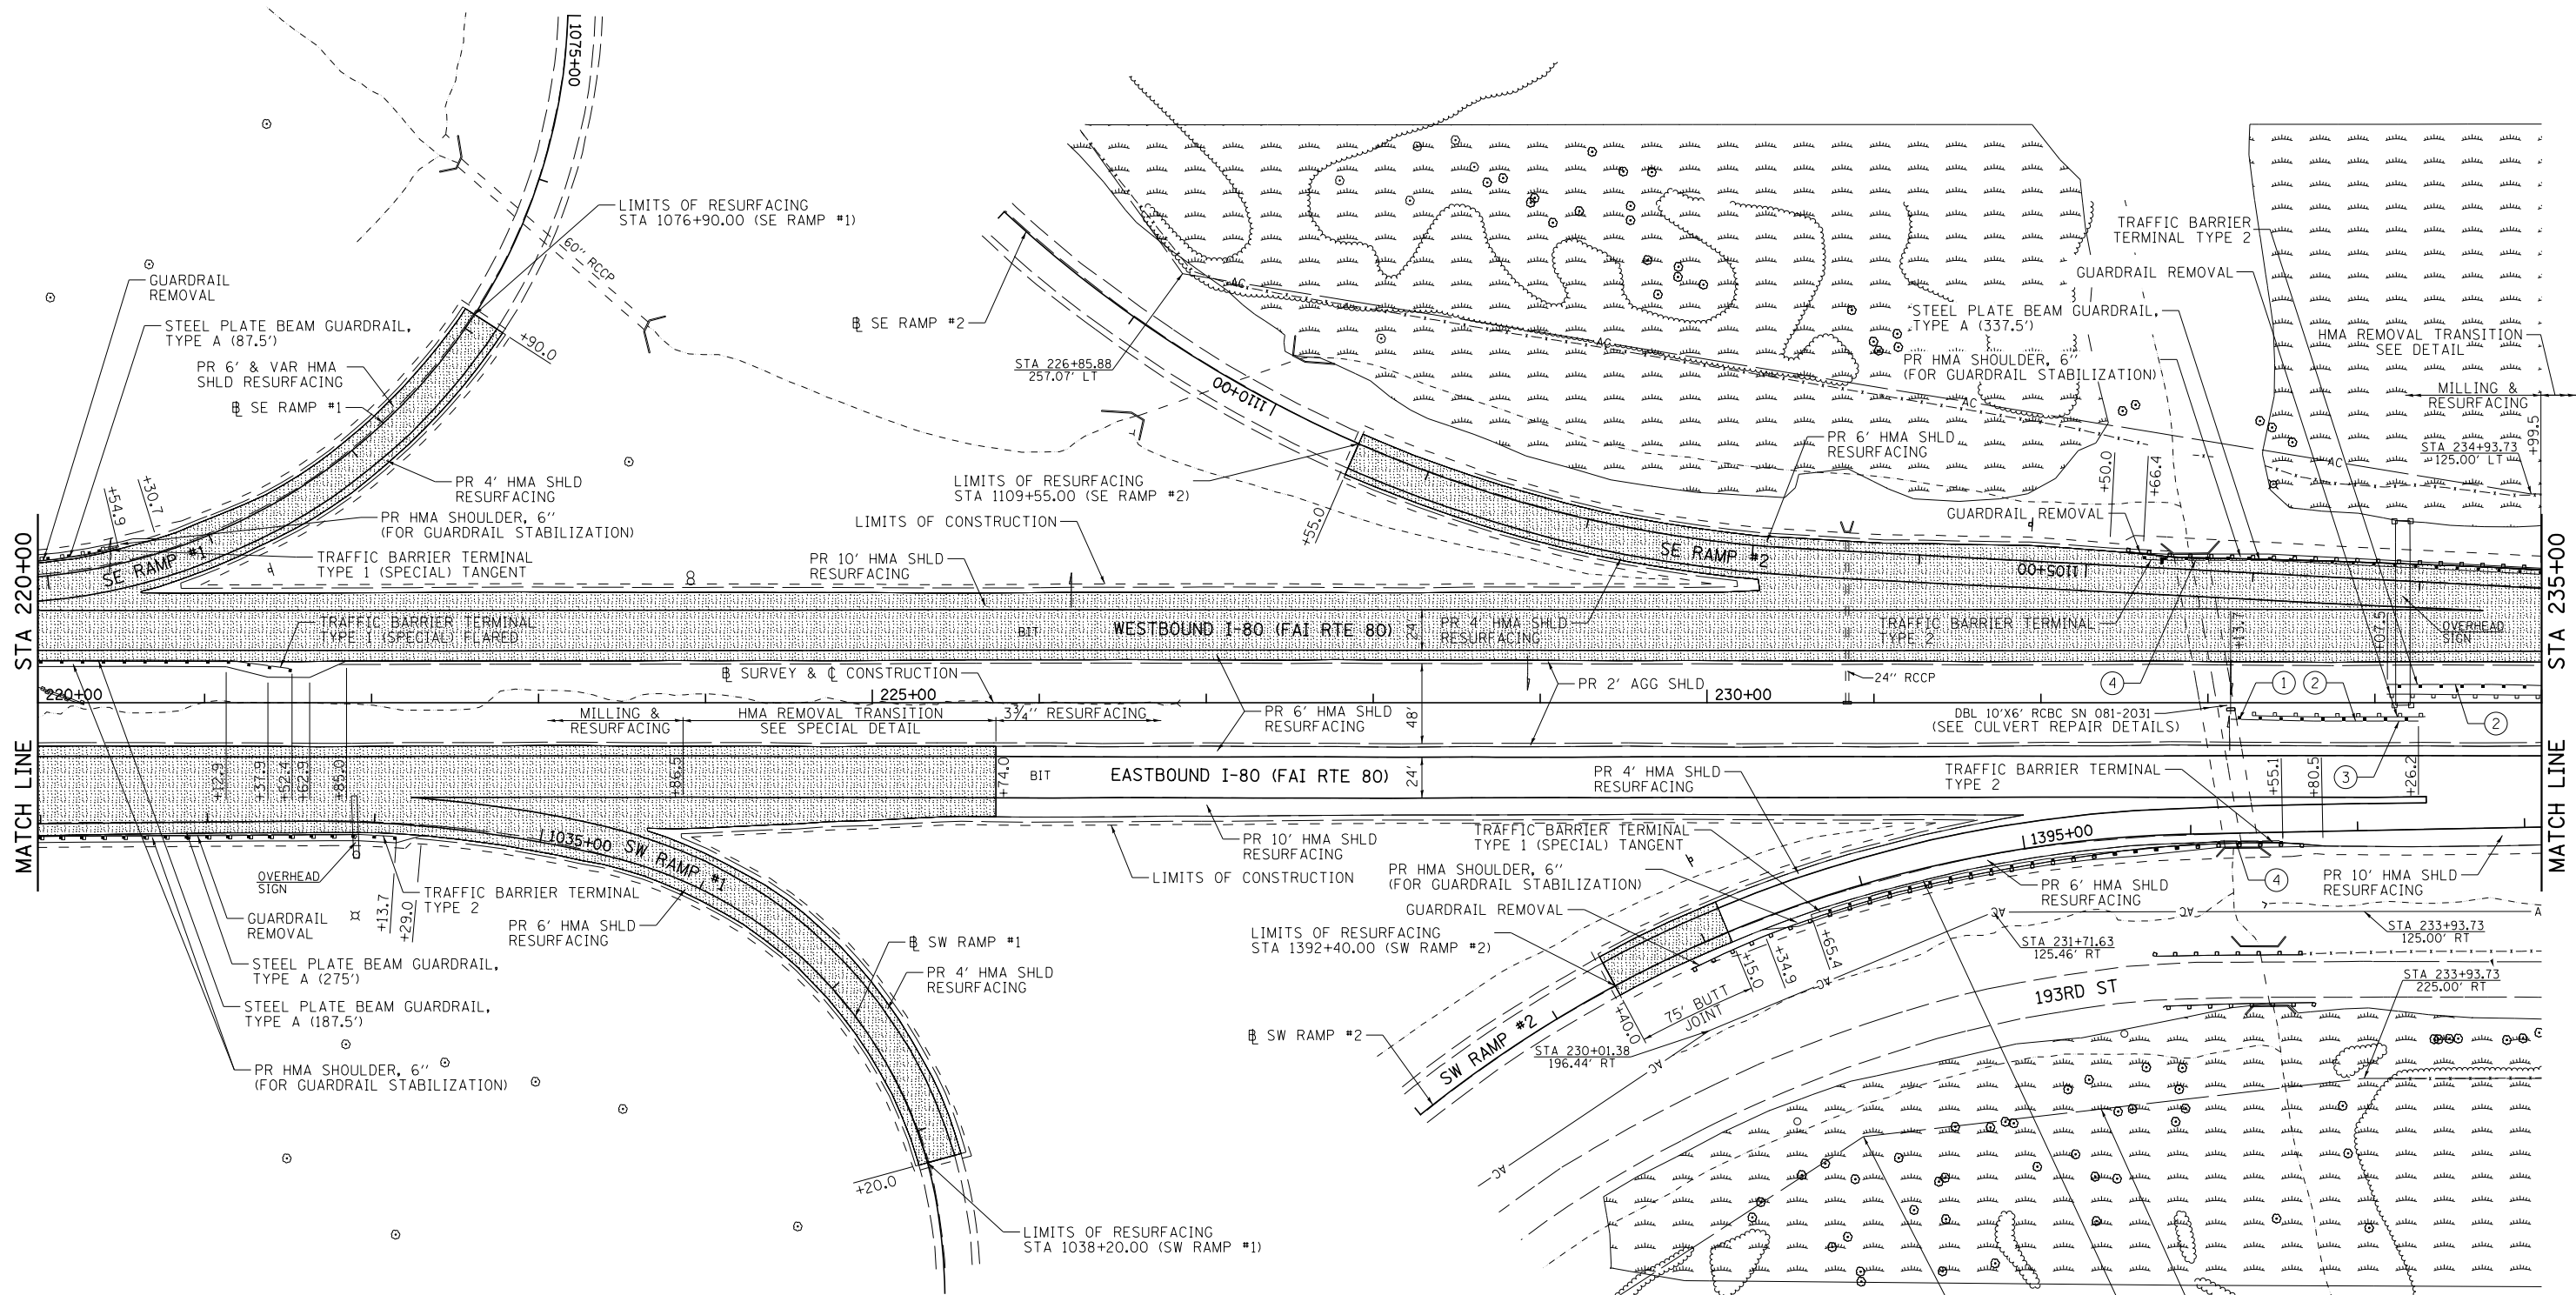 1075+00
LIMITS OF RESURFACING
STA 1076+90.00 (SE RAMP #1)
60" RCCP
GUARDRAIL
REMOVAL
STEEL PLATE BEAM GUARDRAIL,
TYPE A (87.5')
PR 6' & VAR HMA
SHLD RESURFACING
℄ SE RAMP #1
+90.0
PR 4' HMA SHLD
RESURFACING
+54.9
+30.7
PR HMA SHOULDER, 6"
(FOR GUARDRAIL STABILIZATION)
TRAFFIC BARRIER TERMINAL
TYPE 1 (SPECIAL) TANGENT
SE RAMP #1
TRAFFIC BARRIER TERMINAL
TYPE 1 (SPECIAL) FLARED
STA 220+00
MATCH LINE
B SE RAMP #2
STA 226+85.88
257.07' LT
1110+00
LIMITS OF RESURFACING
STA 1109+55.00 (SE RAMP #2)
+55.0
LIMITS OF CONSTRUCTION
PR 10' HMA SHLD
RESURFACING
AC
AC
AC
AC
PR 6' HMA SHLD
RESURFACING
SE RAMP #2
1105+00
TRAFFIC BARRIER
TERMINAL TYPE 2
GUARDRAIL REMOVAL
STEEL PLATE BEAM GUARDRAIL,
TYPE A (337.5')
PR HMA SHOULDER, 6"
(FOR GUARDRAIL STABILIZATION)
HMA REMOVAL TRANSITION
SEE DETAIL
MILLING &
RESURFACING
STA 234+93.73
125.00' LT
+99.5
+50.0
+66.4
GUARDRAIL REMOVAL
BIT
WESTBOUND I-80 (FAI RTE 80)
24'
PR 4' HMA SHLD
RESURFACING
TRAFFIC BARRIER TERMINAL
TYPE 2
+13.7
+07.5
OVERHEAD
SIGN
STA 235+00
MATCH LINE
B SURVEY & ℄ CONSTRUCTION
220+00
225+00
230+00
24" RCCP
PR 2' AGG SHLD
4
1
2
2
3
MILLING &
RESURFACING
HMA REMOVAL TRANSITION
SEE SPECIAL DETAIL
3¾" RESURFACING
PR 6' HMA SHLD
RESURFACING
48'
DBL 10'X6' RCBC SN 081-2031
(SEE CULVERT REPAIR DETAILS)
+12.9
+37.9
+52.4
+62.9
+85.0
+86.5
+74.0
BIT
EASTBOUND I-80 (FAI RTE 80)
24'
PR 4' HMA SHLD
RESURFACING
TRAFFIC BARRIER TERMINAL
TYPE 2
+55.1
+80.5
+26.2
1035+00
SW RAMP #1
OVERHEAD
SIGN
+13.7
+29.0
TRAFFIC BARRIER TERMINAL
TYPE 2
GUARDRAIL
REMOVAL
PR 6' HMA SHLD
RESURFACING
STEEL PLATE BEAM GUARDRAIL,
TYPE A (275')
STEEL PLATE BEAM GUARDRAIL,
TYPE A (187.5')
PR HMA SHOULDER, 6"
(FOR GUARDRAIL STABILIZATION)
B SW RAMP #1
PR 4' HMA SHLD
RESURFACING
+20.0
LIMITS OF RESURFACING
STA 1038+20.00 (SW RAMP #1)
PR 10' HMA SHLD
RESURFACING
LIMITS OF CONSTRUCTION
TRAFFIC BARRIER TERMINAL
TYPE 1 (SPECIAL) TANGENT
PR HMA SHOULDER, 6"
(FOR GUARDRAIL STABILIZATION)
GUARDRAIL REMOVAL
LIMITS OF RESURFACING
STA 1392+40.00 (SW RAMP #2)
1395+00
PR 6' HMA SHLD
RESURFACING
4
PR 10' HMA SHLD
RESURFACING
+65.4
+34.9
+15.0
+40.0
75' BUTT
JOINT
B SW RAMP #2
SW RAMP #2
STA 230+01.38
196.44' RT
STA 231+71.63
125.46' RT
STA 233+93.73
125.00' RT
STA 233+93.73
225.00' RT
193RD ST
AC
AC
AC
AC
AC
A